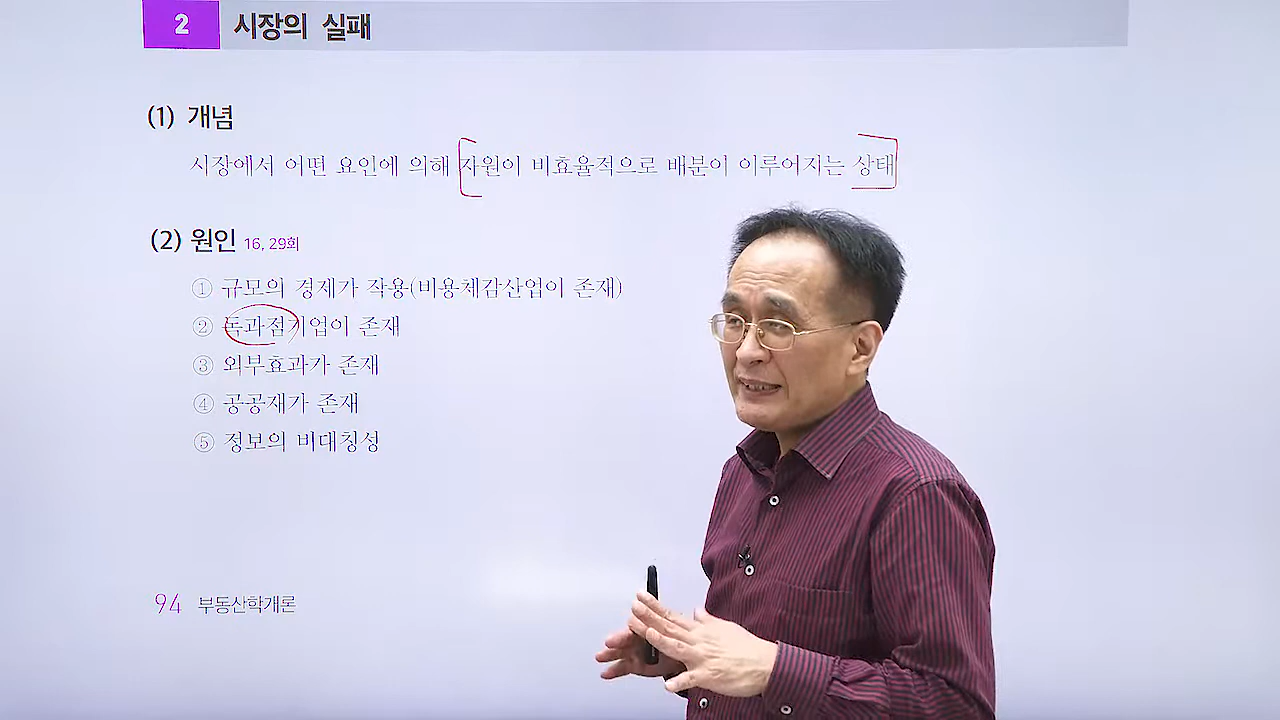 2 시장의 실패
(1) 개념
시장에서 어떤 요인에 의해 자원이 비효율적으로 배분이 이루어지는 상태
(2) 원인 16, 29회
① 규모의 경제가 작용(비용체감산업이 존재)
② 독과점기업이 존재
③ 외부효과가 존재
④ 공공재가 존재
⑤ 정보의 비대칭성
94 부동산학개론